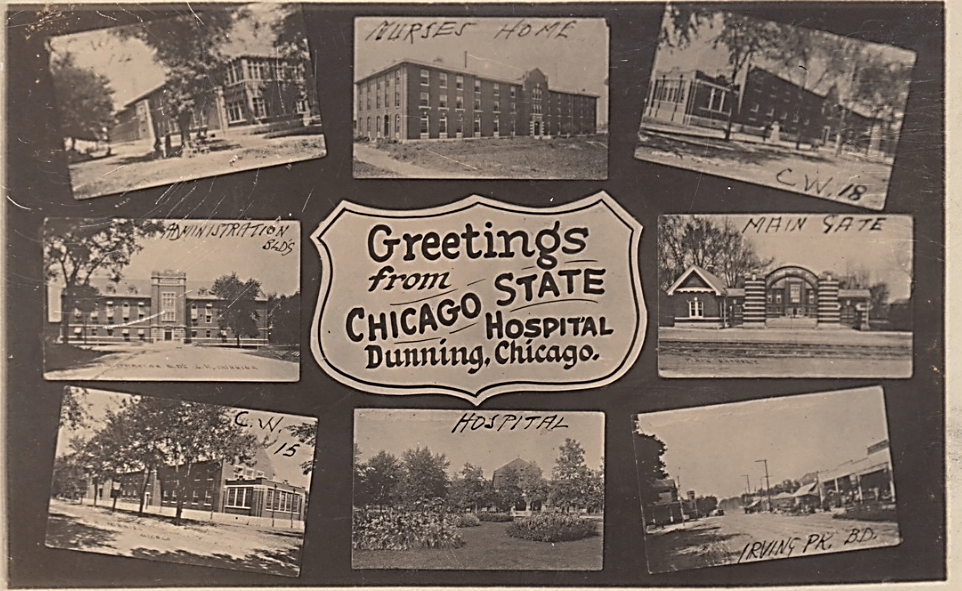 NURSES HOME
C.W. 18
ADMINISTRATION
BLDG
MAIN GATE
Greetings
from
STATE
CHICAGO
HOSPITAL
Dunning, Chicago.
C.W.
15
HOSPITAL
IRVING PK. BD.